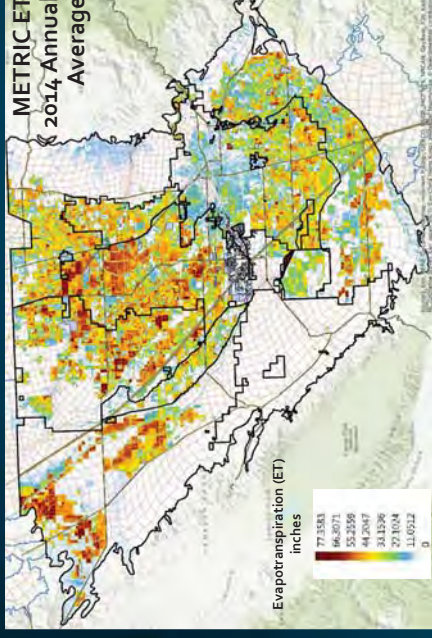 METRIC ET
2014 Annual
Average
Evapotranspiration (ET)
inches
77.3583
66.3071
55.2559
44.2047
33.1536
22.1024
11.0512
0